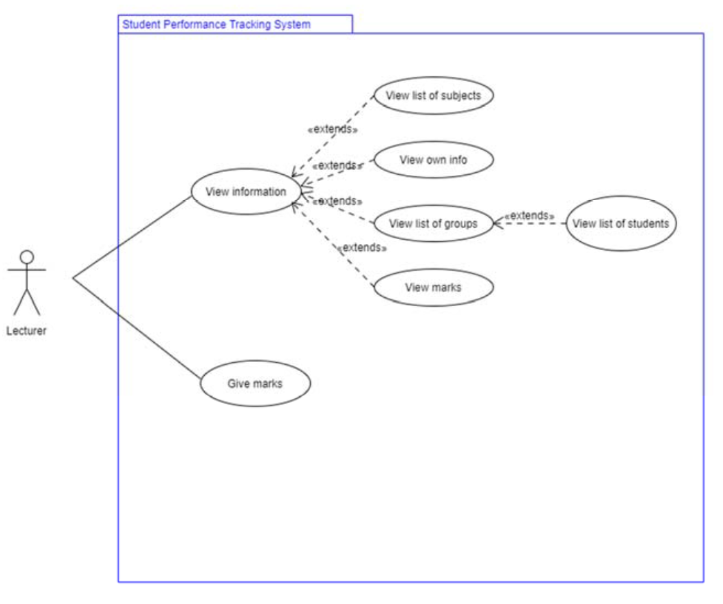 Student Performance Tracking System
View list of subjects
«extends»
View own info
«extends»
View information
«extends»
View list of groups
«extends»
View list of students
«extends»
View marks
Lecturer
Give marks